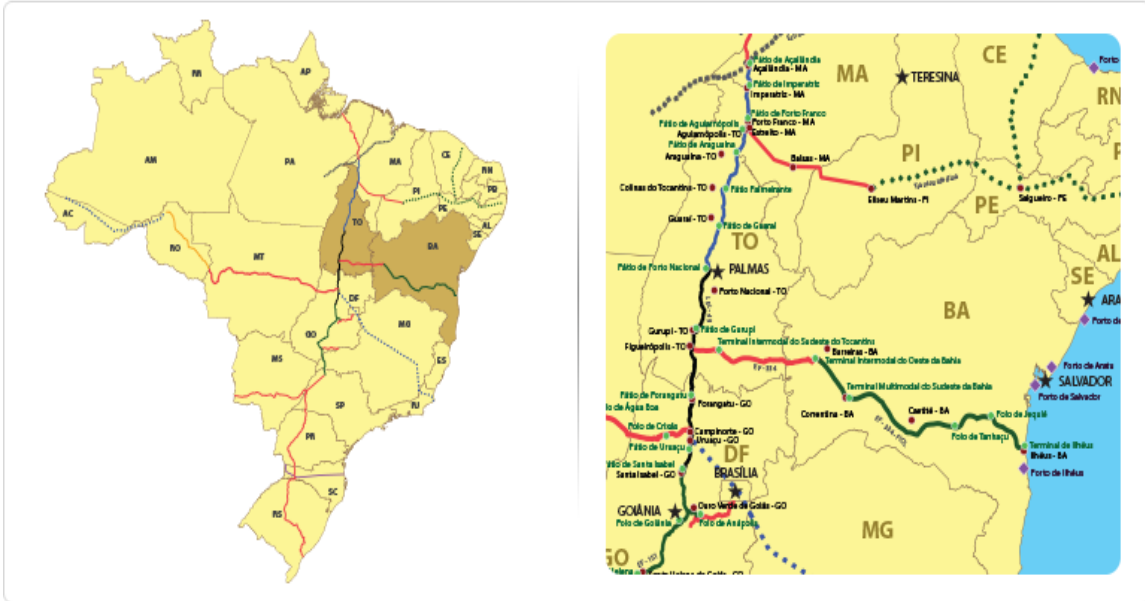 RR
AP
AM
PA
MA
CE
RN
PB
PI
PE
AL
SE
AC
TO
BA
RO
MT
DF
GO
MG
ES
MS
SP
RJ
PR
SC
RS
CE
MA
TERESINA
Pátio de Açailândia
Açailândia - MA
Pátio de Imperatriz
Imperatriz - MA
Pátio de Porto Franco
Porto Franco - MA
Pátio de Aguiarnópolis
Aguiarnópolis - TO
Estreito - MA
Pátio de Araguaína
Araguaína - TO
Balsas - MA
PI
RN
Porto
P
Colinas do Tocantins - TO
Pátio Palmeirante
Eliseu Martins - PI
Salgueiro - PE
PE
Guaraí - TO
Pátio de Guaraí
TO
AL
SE
Pátio de Porto Nacional
PALMAS
Porto Nacional - TO
ARA
Porto de
BA
Gurupi - TO
Pátio de Gurupi
Figueirópolis - TO
Terminal Intermodal do Sudeste do Tocantins
Barreiras - BA
Terminal Intermodal do Oeste da Bahia
EF-334
Porto de Aratu
SALVADOR
Porto de Salvador
Terminal Multimodal do Sudeste da Bahia
Pátio de Porangatu
Porangatu - GO
lo de Água Boa
Correntina - BA
Caetité - BA
Polo de Jequié
Polo de Tanhaçu
Polo de Crixás
Campinorte - GO
Uruaçu - GO
Pátio de Uruaçu
Terminal de Ilhéus
Ilhéus - BA
Porto de Ilhéus
DF
BRASÍLIA
Pátio de Santa Isabel
Santa Isabel - GO
Ouro Verde de Goiás - GO
GOIÂNIA
Polo de Goiânia
Polo de Anápolis
MG
GO
EF-151